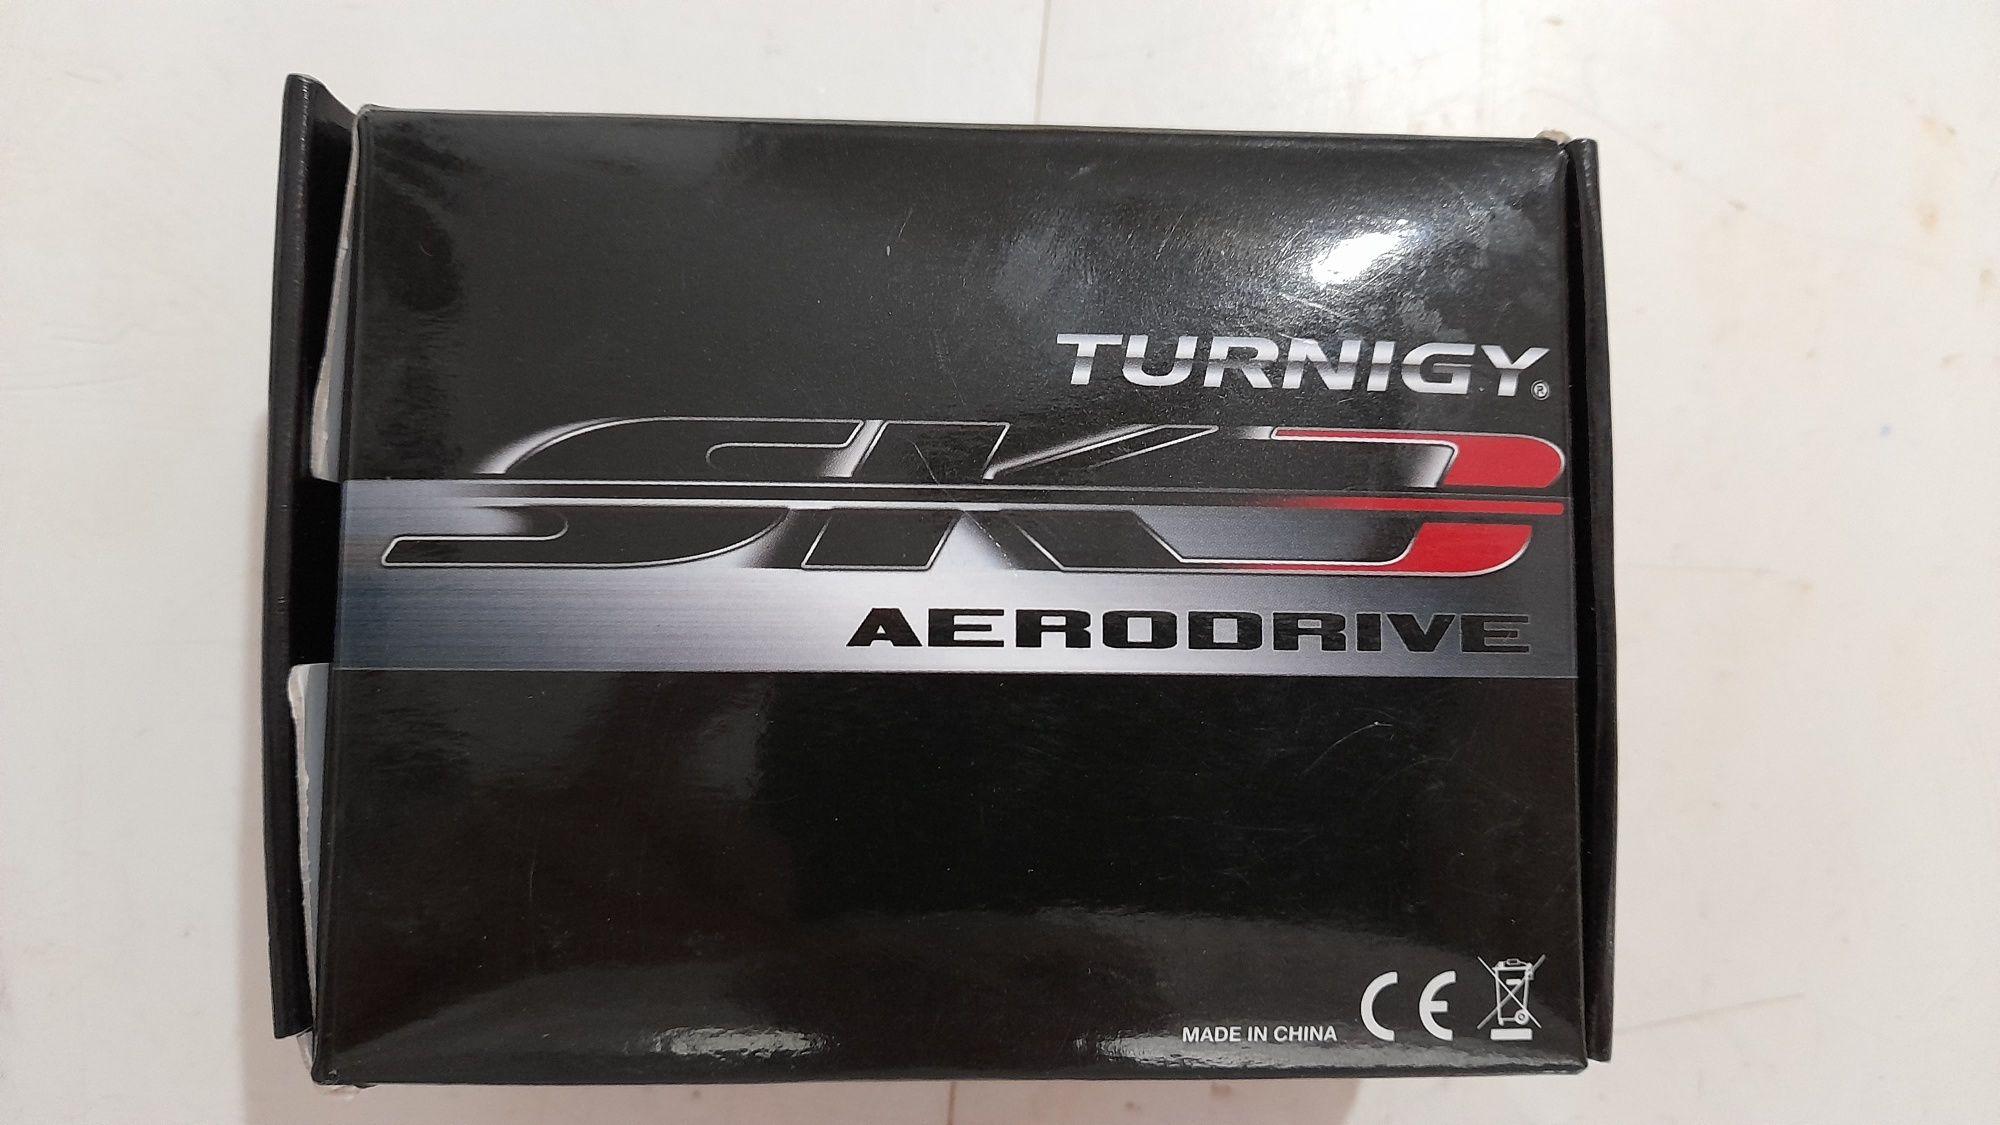 TURNIGY®
SK3
AERODRIVE
MADE IN CHINA CE